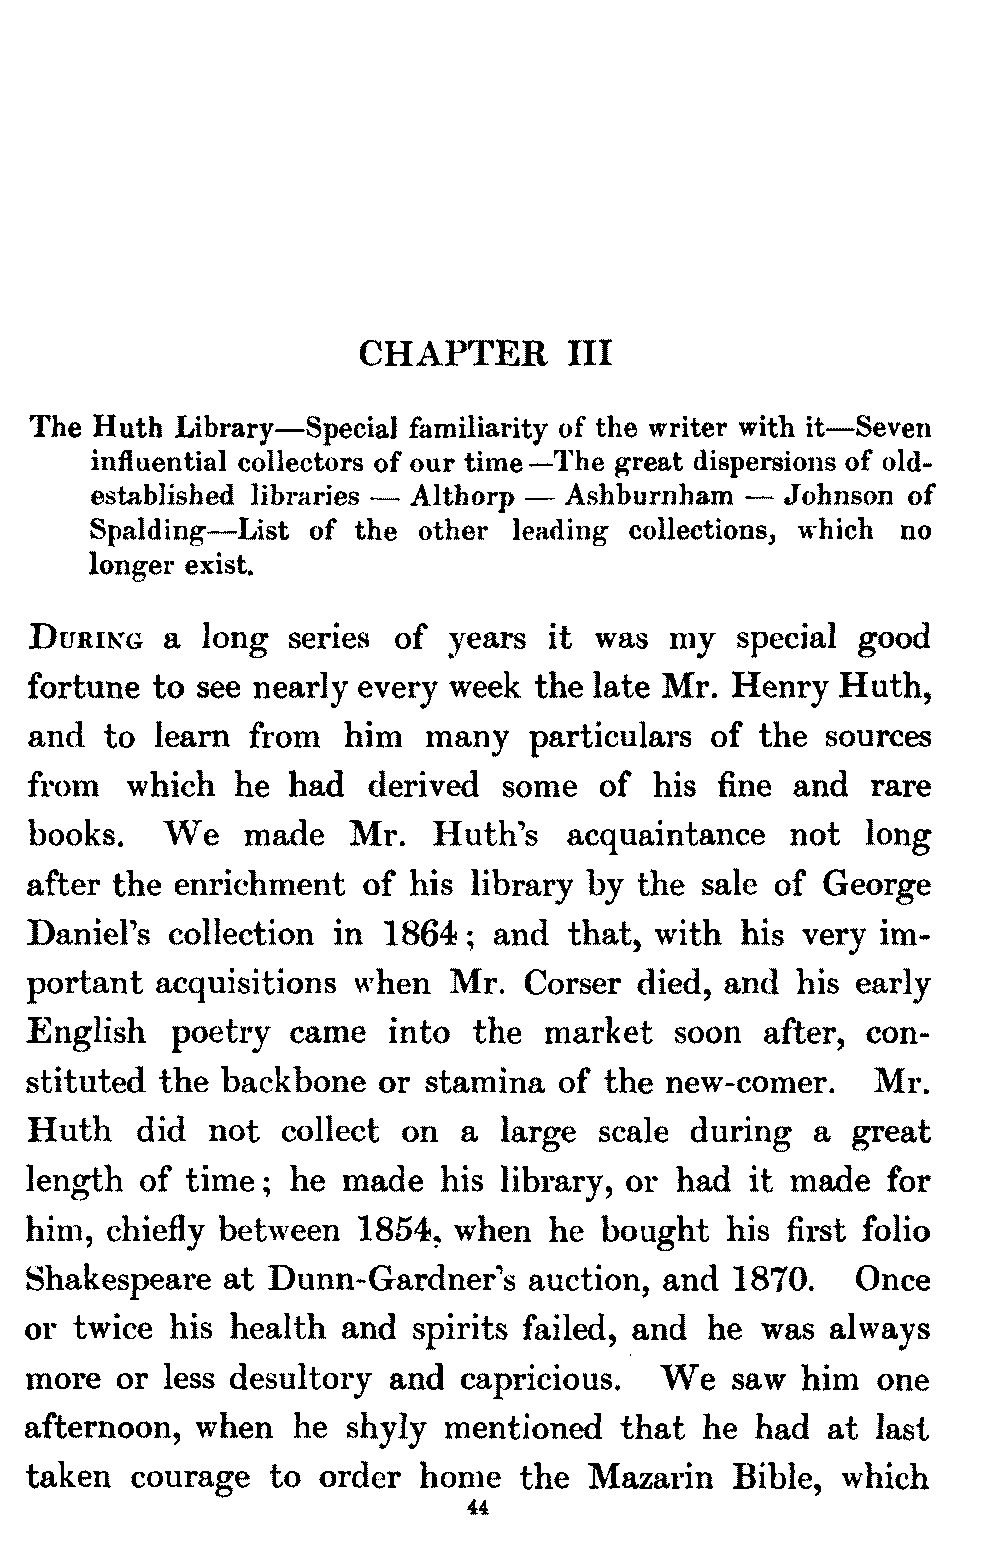 CHAPTER III
The Huth Library—Special familiarity of the writer with it—Seven
influential collectors of our time—The great dispersions of old-
established libraries — Althorp — Ashburnham — Johnson of
Spalding—List of the other leading collections, which no
longer exist.
DURING a long series of years it was my special good
fortune to see nearly every week the late Mr. Henry Huth,
and to learn from him many particulars of the sources
from which he had derived some of his fine and rare
books. We made Mr. Huth's acquaintance not long
after the enrichment of his library by the sale of George
Daniel's collection in 1864; and that, with his very im-
portant acquisitions when Mr. Corser died, and his early
English poetry came into the market soon after, con-
stituted the backbone or stamina of the new-comer. Mr.
Huth did not collect on a large scale during a great
length of time; he made his library, or had it made for
him, chiefly between 1854, when he bought his first folio
Shakespeare at Dunn-Gardner's auction, and 1870. Once
or twice his health and spirits failed, and he was always
more or less desultory and capricious. We saw him one
afternoon, when he shyly mentioned that he had at last
taken courage to order home the Mazarin Bible, which
44